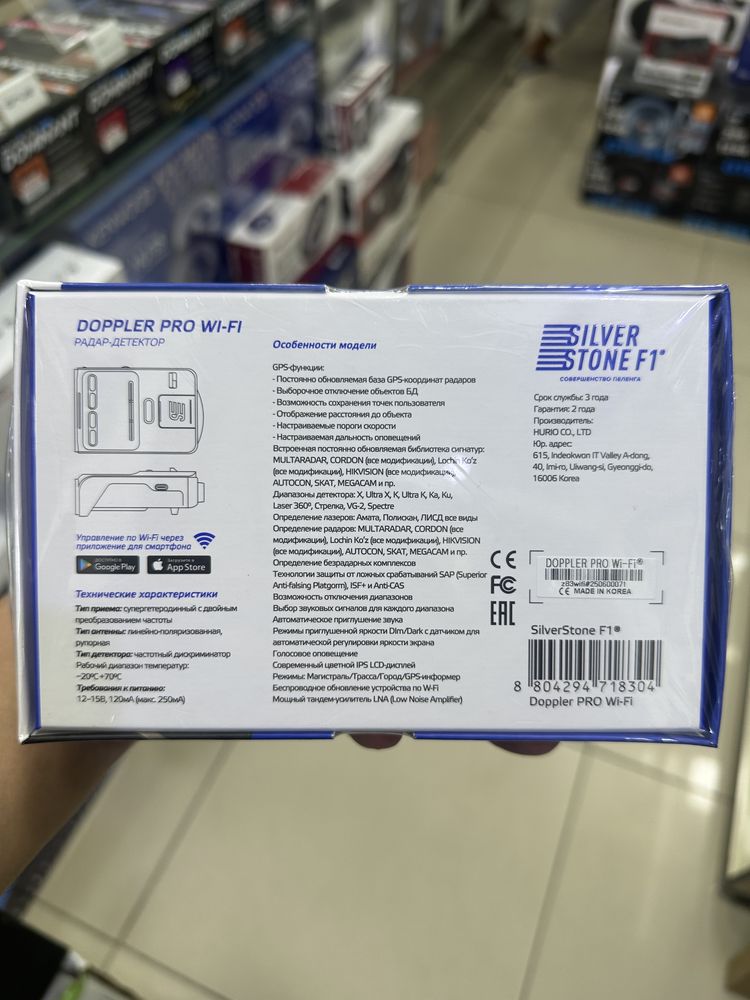 DOPPLER PRO WI-FI
РАДАР-ДЕТЕКТОР
Управление по Wi-Fi через
приложение для смартфона
Google Play
App Store
Технические характеристики
Тип приема: супергетеродинный с двойным
преобразованием частоты
Тип антенны: линейно-поляризованная,
рупорная
Тип детектора: частотный дискриминатор
Рабочий диапазон температур:
–20°C +70°C
Требования к питанию:
12–15В, 120мА (макс. 250мА)
Особенности модели
GPS-функции:
- Постоянно обновляемая база GPS-координат радаров
- Выборочное отключение объектов БД
- Возможность сохранения точек пользователя
- Отображение расстояния до объекта
- Настраиваемые пороги скорости
- Настраиваемая дальность оповещений
Встроенная постоянно обновляемая библиотека сигнатур:
MULTARADAR, CORDON (все модификации), Lochin Ko'z
(все модификации), HIKVISION (все модификации),
AUTOCON, SKAT, MEGACAM и пр.
Диапазоны детектора: X, Ultra X, K, Ultra K, Ka, Ku,
Laser 360°, Стрелка, VG-2, Spectre
Определение лазеров: Амата, Полискан, ЛИСД все виды
Определение радаров: MULTARADAR, CORDON (все
модификации), Lochin Ko'z (все модификации), HIKVISION
(все модификации), AUTOCON, SKAT, MEGACAM и пр.
Определение безрадарных комплексов
Технологии защиты от ложных срабатываний SAP (Superior
Anti-falsing Platgorm), ISF+ и Anti-CAS
Возможность отключения диапазонов
Выбор звуковых сигналов для каждого диапазона
Автоматическое приглушение звука
Режимы приглушенной яркости Dim/Dark с датчиком для
автоматической регулировки яркости экрана
Голосовое оповещение
Современный цветной IPS LCD-дисплей
Режимы: Магистраль/Трасса/Город/GPS-информер
Беспроводное обновление устройства по Wi-Fi
Мощный тандем-усилитель LNA (Low Noise Amplifier)
SILVER
STONE F1®
СОВЕРШЕНСТВО ПЕЛЕНГА
Срок службы: 3 года
Гарантия: 2 года
Производитель:
HURIO CO., LTD
Юр. адрес:
615, Indeokwon IT Valley A-dong,
40, Imi-ro, Uiwang-si, Gyeonggi-do,
16006 Korea
CE
FC
EAC
DOPPLER PRO Wi-Fi®
z83wifi#250600071
CE MADE IN KOREA
SilverStone F1®
8 804294 718304
Doppler PRO Wi-Fi